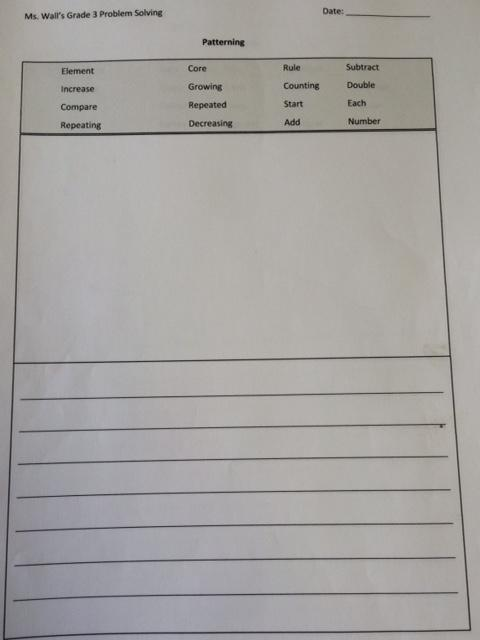 Ms. Wall's Grade 3 Problem Solving Date: ____________
Patterning
Element Core Rule Subtract
Increase Growing Counting Double
Compare Repeated Start Each
Repeating Decreasing Add Number